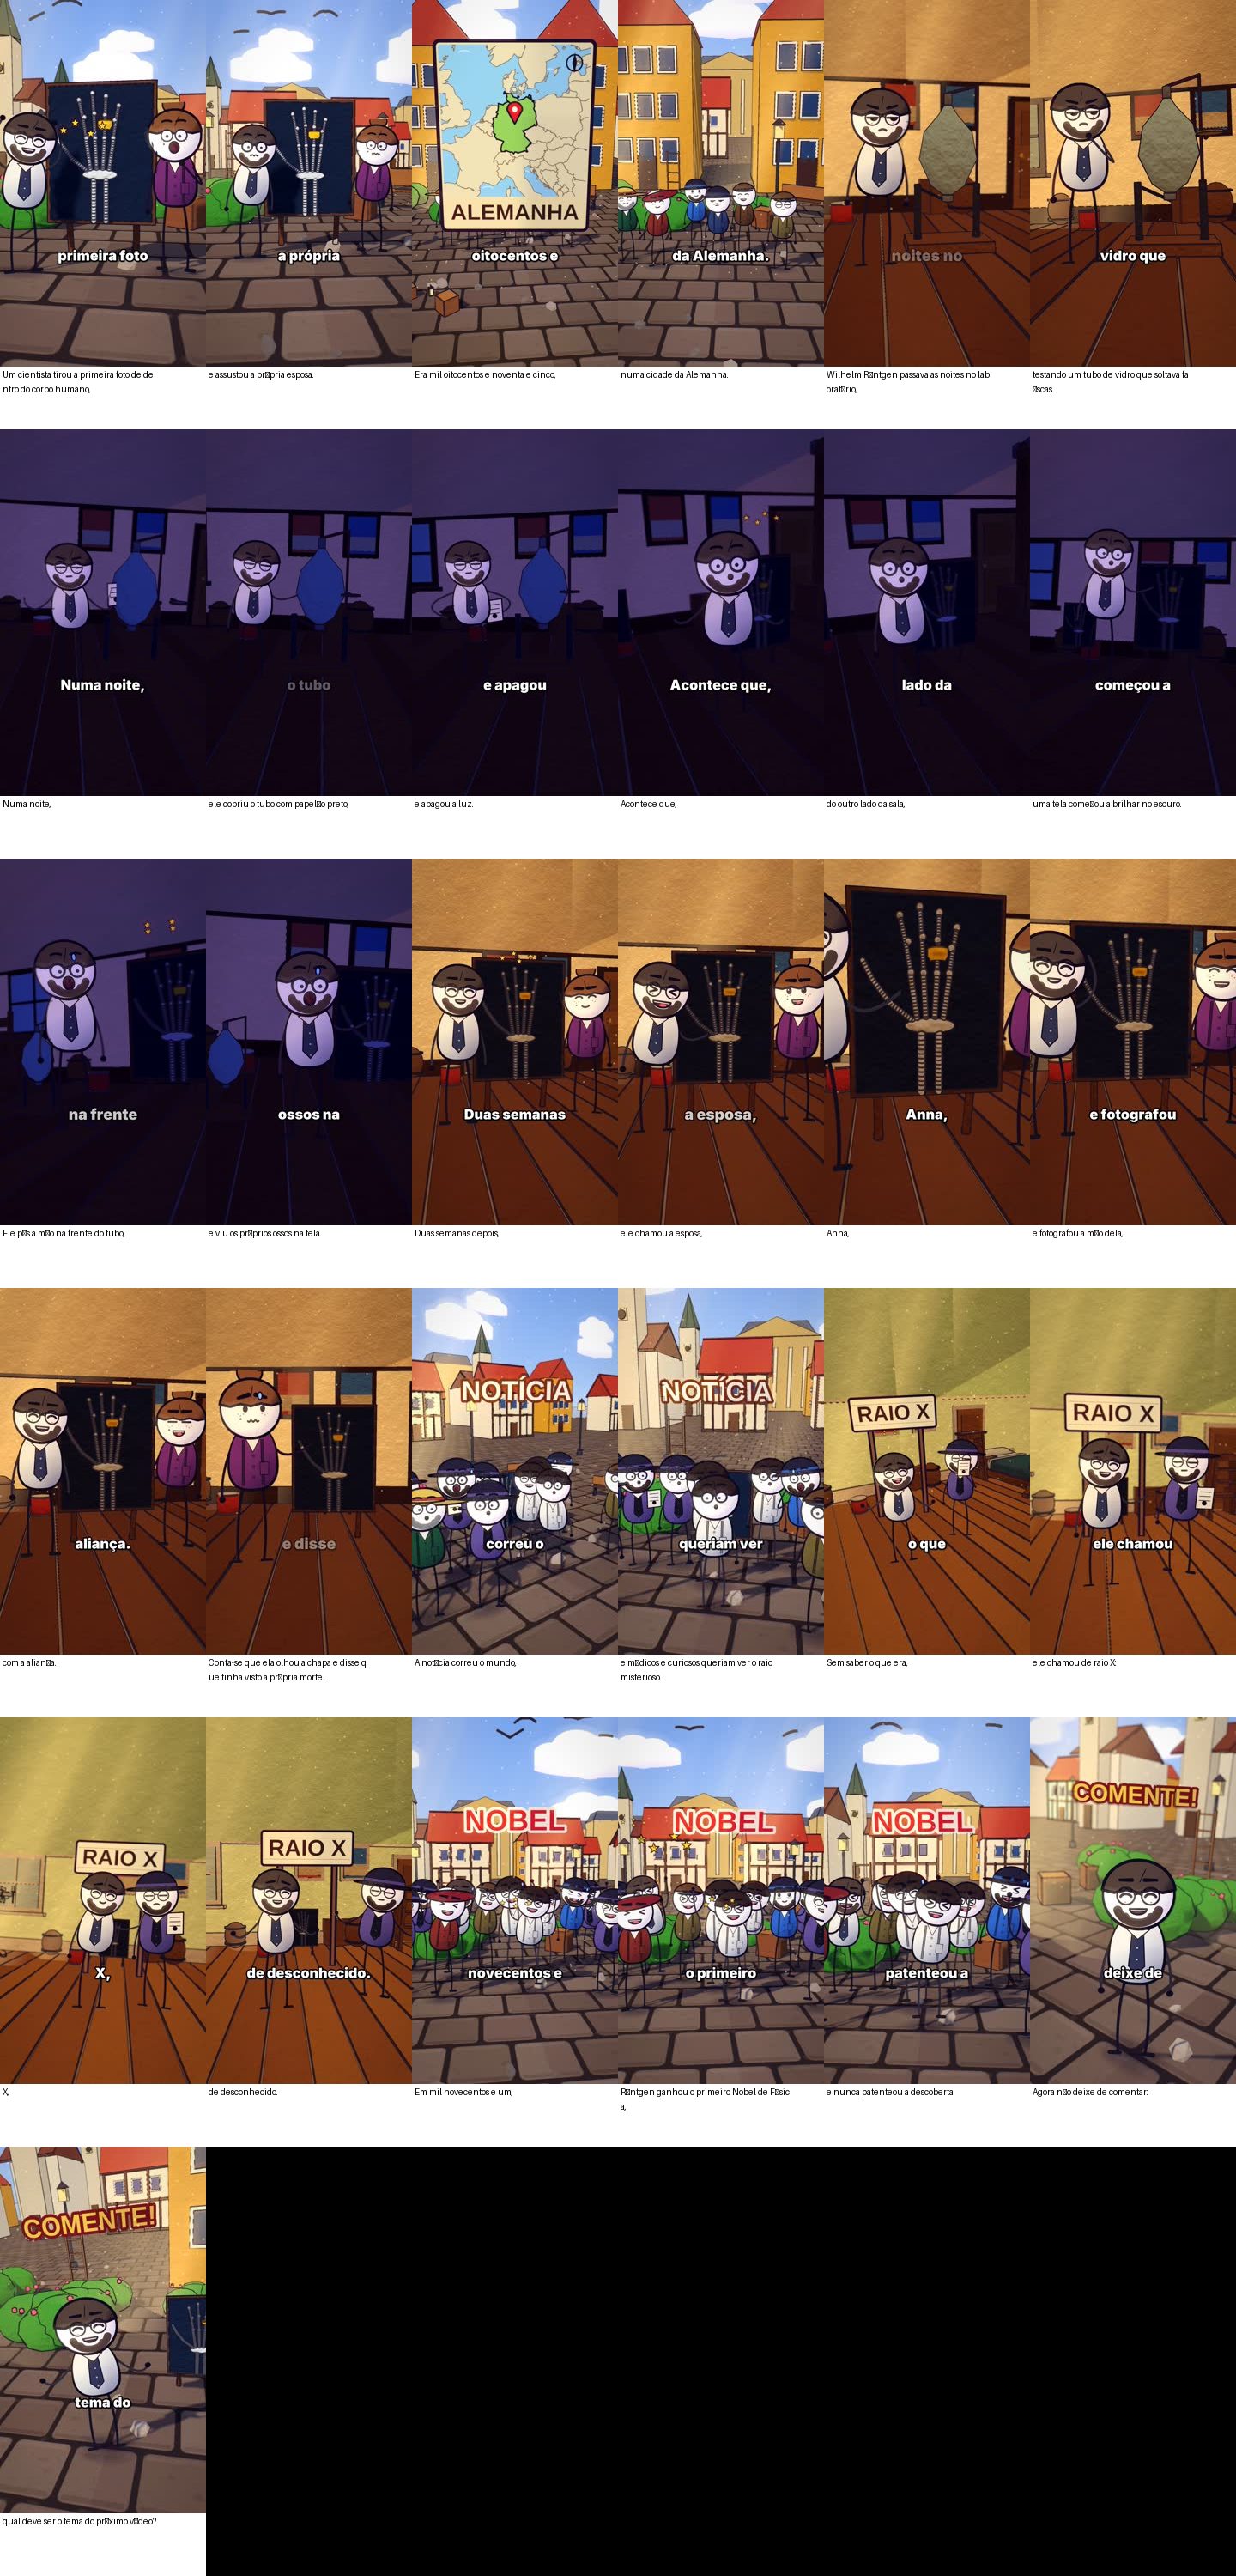 primeira foto
a própria
ALEMANHA
oitocentos e
da Alemanha.
noites no
vidro que
Um cientista tirou a primeira foto de de
ntro do corpo humano,
e assustou a pr□pria esposa.
Era mil oitocentos e noventa e cinco,
numa cidade da Alemanha.
Wilhelm R□ntgen passava as noites no lab
orat□rio,
testando um tubo de vidro que soltava fa
□scas.
Numa noite,
o tubo
e apagou
Acontece que,
lado da
começou a
Numa noite,
ele cobriu o tubo com papel□o preto,
e apagou a luz.
Acontece que,
do outro lado da sala,
uma tela come□ou a brilhar no escuro.
na frente
ossos na
Duas semanas
a esposa,
Anna,
e fotografou
Ele p□s a m□o na frente do tubo,
e viu os pr□prios ossos na tela.
Duas semanas depois,
ele chamou a esposa,
Anna,
e fotografou a m□o dela,
aliança.
e disse
NOTÍCIA
correu o
NOTÍCIA
queriam ver
RAIO X
o que
RAIO X
ele chamou
com a alian□a.
Conta-se que ela olhou a chapa e disse q
ue tinha visto a pr□pria morte.
A not□cia correu o mundo,
e m□dicos e curiosos queriam ver o raio
misterioso.
Sem saber o que era,
ele chamou de raio X:
RAIO X
X,
RAIO X
de desconhecido.
NOBEL
novecentos e
NOBEL
o primeiro
NOBEL
patenteou a
COMENTE!
deixe de
X,
de desconhecido.
Em mil novecentos e um,
R□ntgen ganhou o primeiro Nobel de F□sic
a,
e nunca patenteou a descoberta.
Agora n□o deixe de comentar:
COMENTE!
tema do
qual deve ser o tema do pr□ximo v□deo?